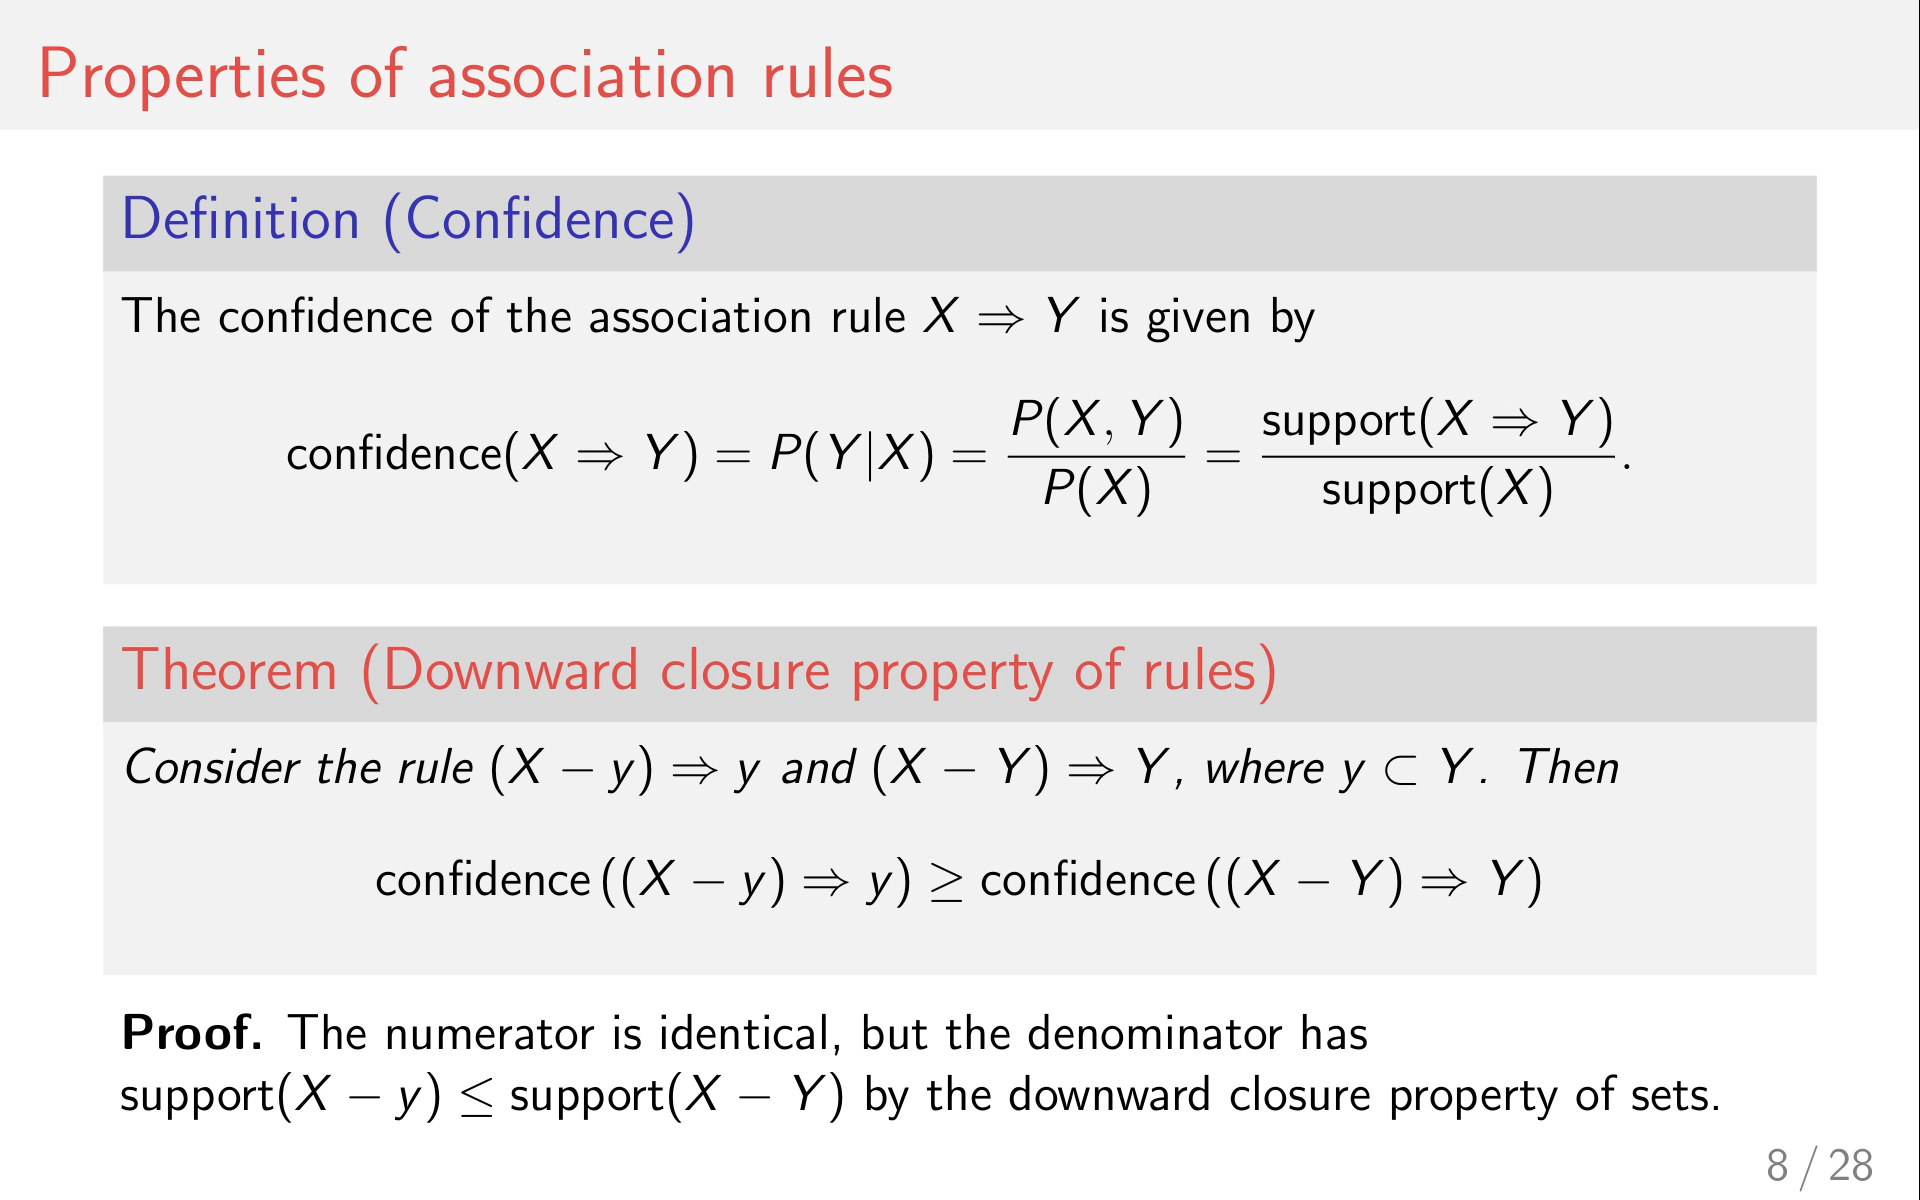 Properties of association rules
Definition (Confidence)
The confidence of the association rule X ⇒ Y is given by
confidence(X ⇒ Y) = P(Y|X) = P(X, Y) / P(X) = support(X ⇒ Y) / support(X).
Theorem (Downward closure property of rules)
Consider the rule (X − y) ⇒ y and (X − Y) ⇒ Y, where y ⊂ Y. Then
confidence ((X − y) ⇒ y) ≥ confidence ((X − Y) ⇒ Y)
Proof. The numerator is identical, but the denominator has
support(X − y) ≤ support(X − Y) by the downward closure property of sets.
8 / 28